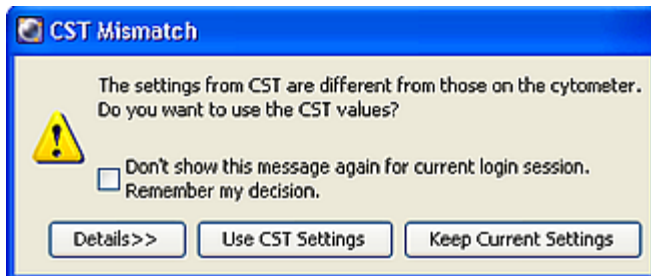 CST Mismatch
The settings from CST are different from those on the cytometer.
Do you want to use the CST values?
Don't show this message again for current login session.
Remember my decision.
Details>> Use CST Settings Keep Current Settings